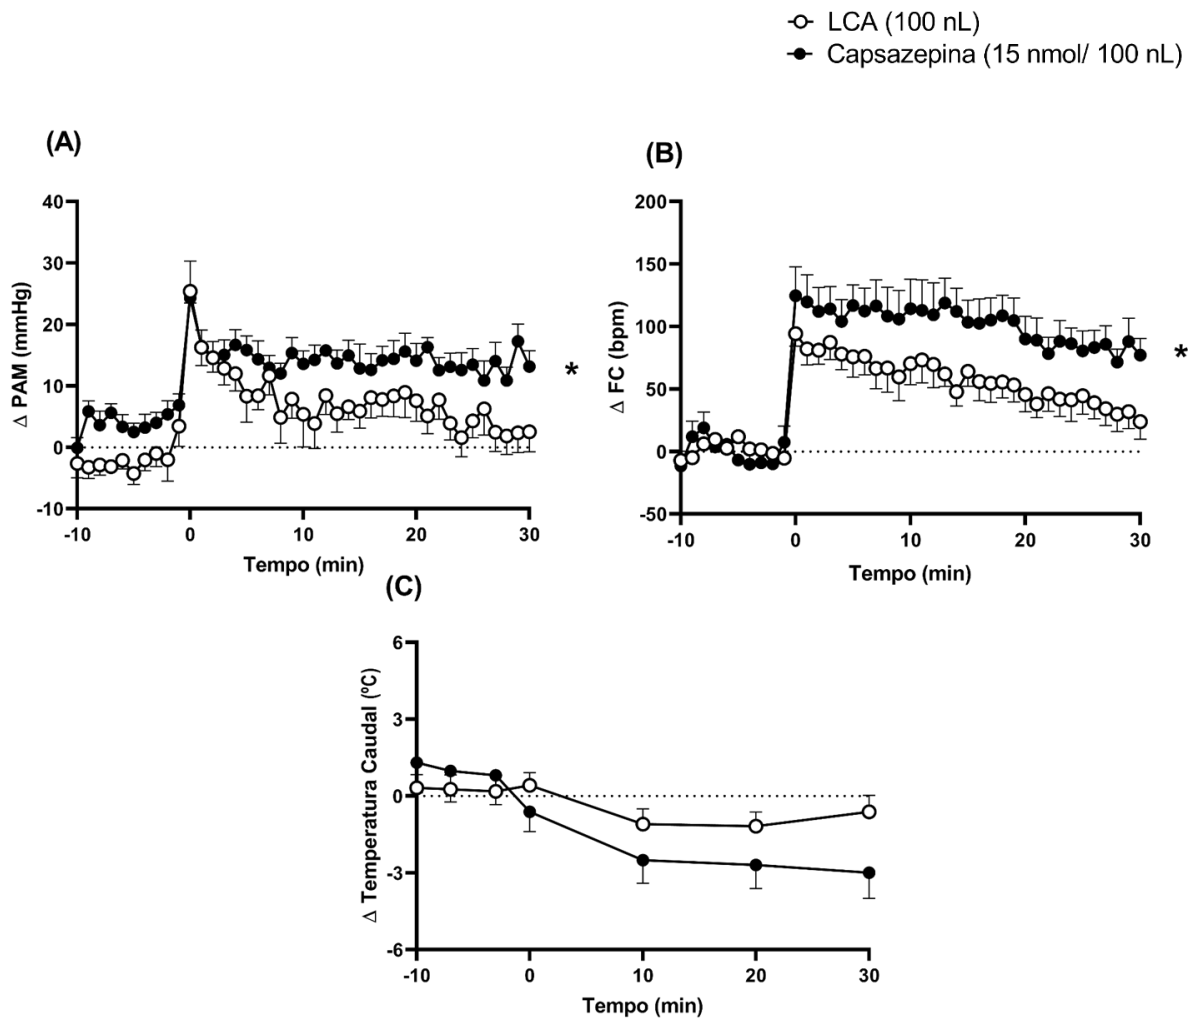 LCA (100 nL)
Capsazepina (15 nmol/ 100 nL)
(A)
40
30
20
10
0
-10
Δ PAM (mmHg)
-10 0 10 20 30
Tempo (min)
*
(B)
200
150
100
50
0
-50
Δ FC (bpm)
-10 0 10 20 30
Tempo (min)
*
(C)
6
3
0
-3
-6
Δ Temperatura Caudal (ºC)
-10 0 10 20 30
Tempo (min)